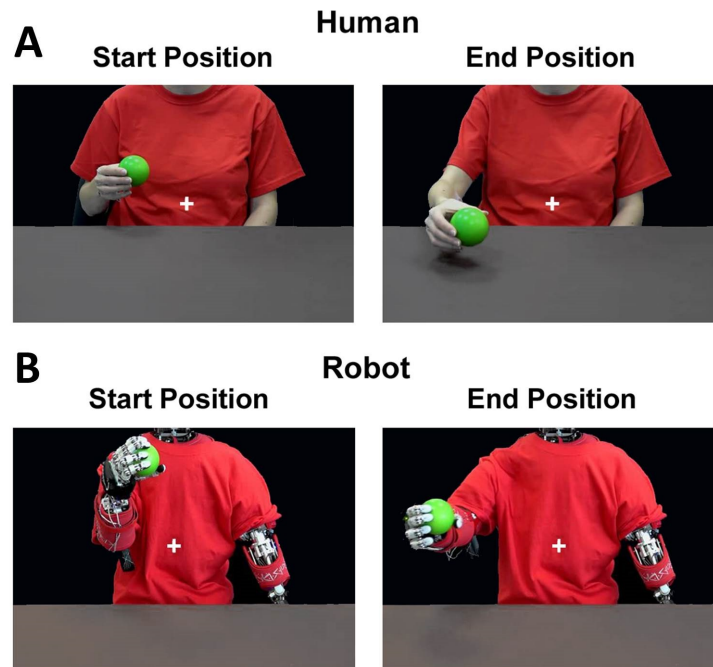 A
Human
Start Position
End Position
B
Robot
Start Position
End Position